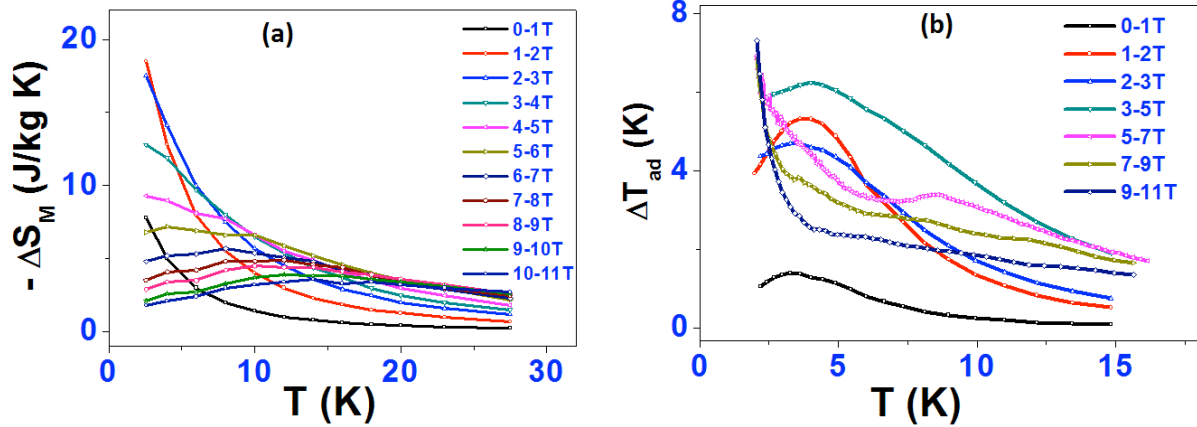 (a)
- ΔS_M (J/kg K)
20
10
0
0-1T
1-2T
2-3T
3-4T
4-5T
5-6T
6-7T
7-8T
8-9T
9-10T
10-11T
0 10 20 30
T (K)
(b)
ΔT_ad (K)
8
4
0
0-1T
1-2T
2-3T
3-5T
5-7T
7-9T
9-11T
0 5 10 15
T (K)